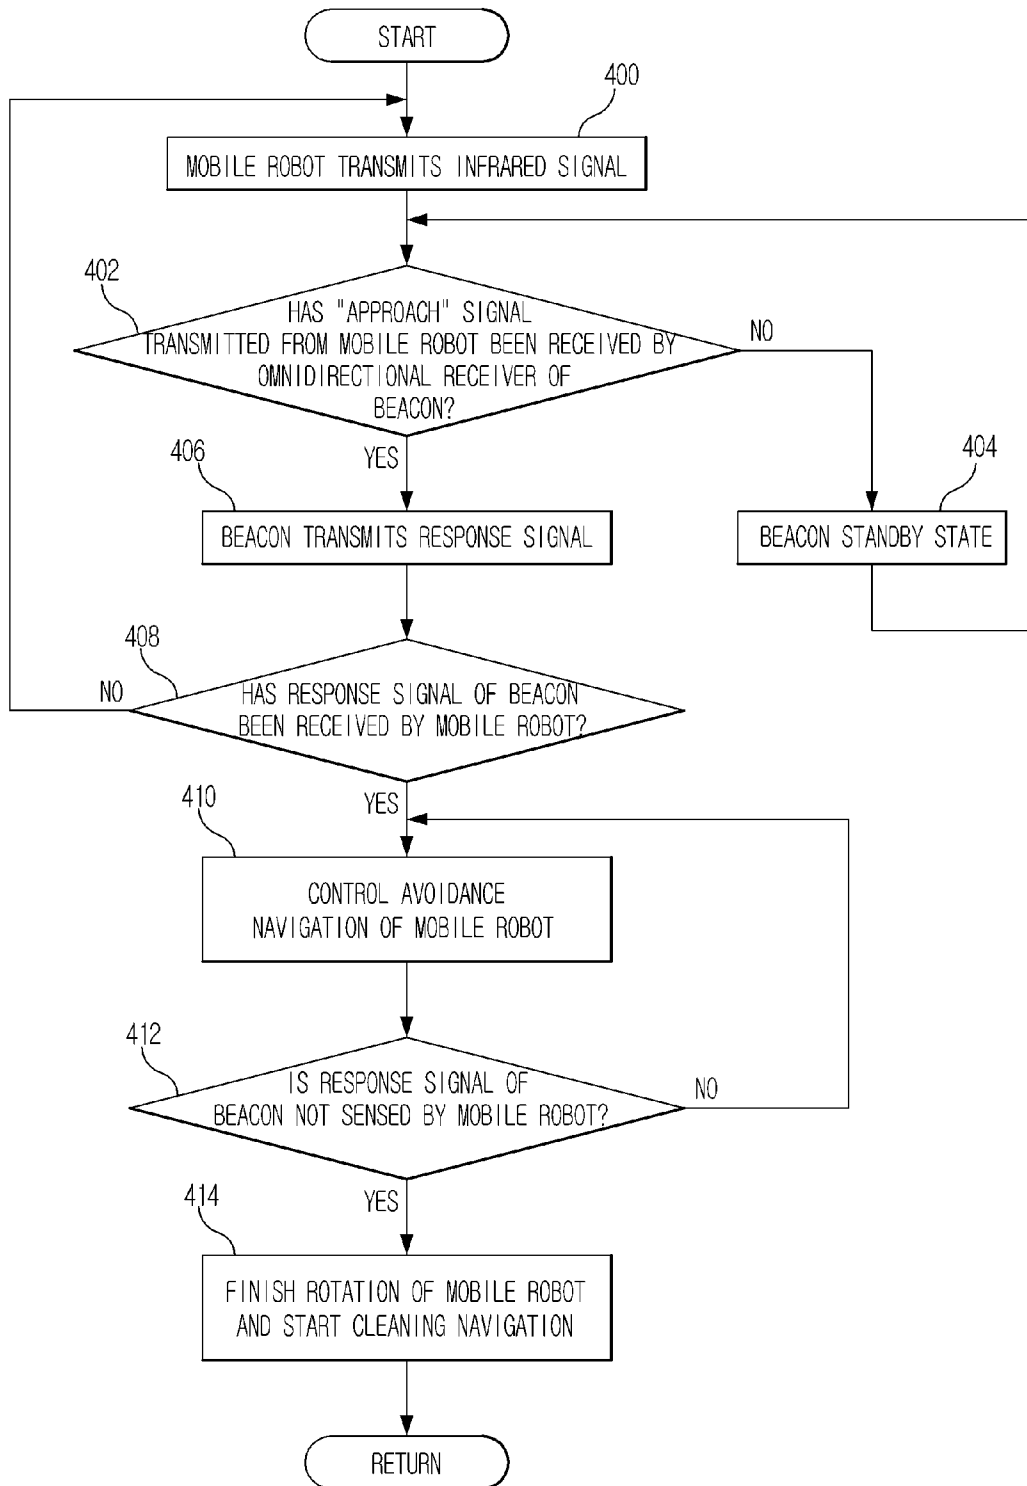 START
400
MOBILE ROBOT TRANSMITS INFRARED SIGNAL
402
HAS "APPROACH" SIGNAL
TRANSMITTED FROM MOBILE ROBOT BEEN RECEIVED BY
OMNIDIRECTIONAL RECEIVER OF
BEACON?
NO
YES
406
BEACON TRANSMITS RESPONSE SIGNAL
404
BEACON STANDBY STATE
408
NO
HAS RESPONSE SIGNAL OF BEACON
BEEN RECEIVED BY MOBILE ROBOT?
YES
410
CONTROL AVOIDANCE
NAVIGATION OF MOBILE ROBOT
412
IS RESPONSE SIGNAL OF
BEACON NOT SENSED BY MOBILE ROBOT?
NO
YES
414
FINISH ROTATION OF MOBILE ROBOT
AND START CLEANING NAVIGATION
RETURN